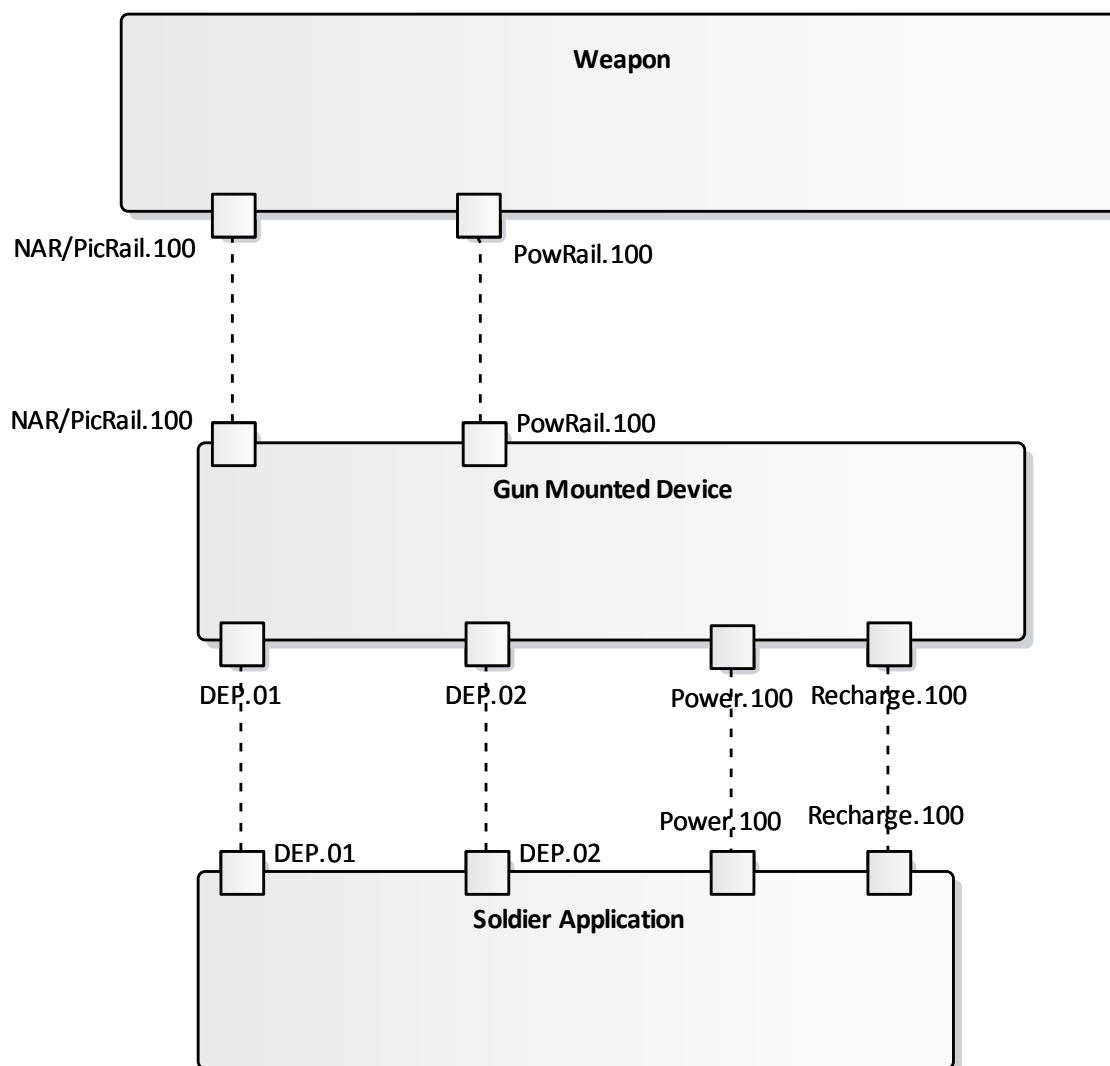 Weapon
NAR/PicRail.100
PowRail.100
NAR/PicRail.100
PowRail.100
Gun Mounted Device
DEP.01
DEP.02
Power.100
Recharge.100
Power.100
Recharge.100
DEP.01
DEP.02
Soldier Application